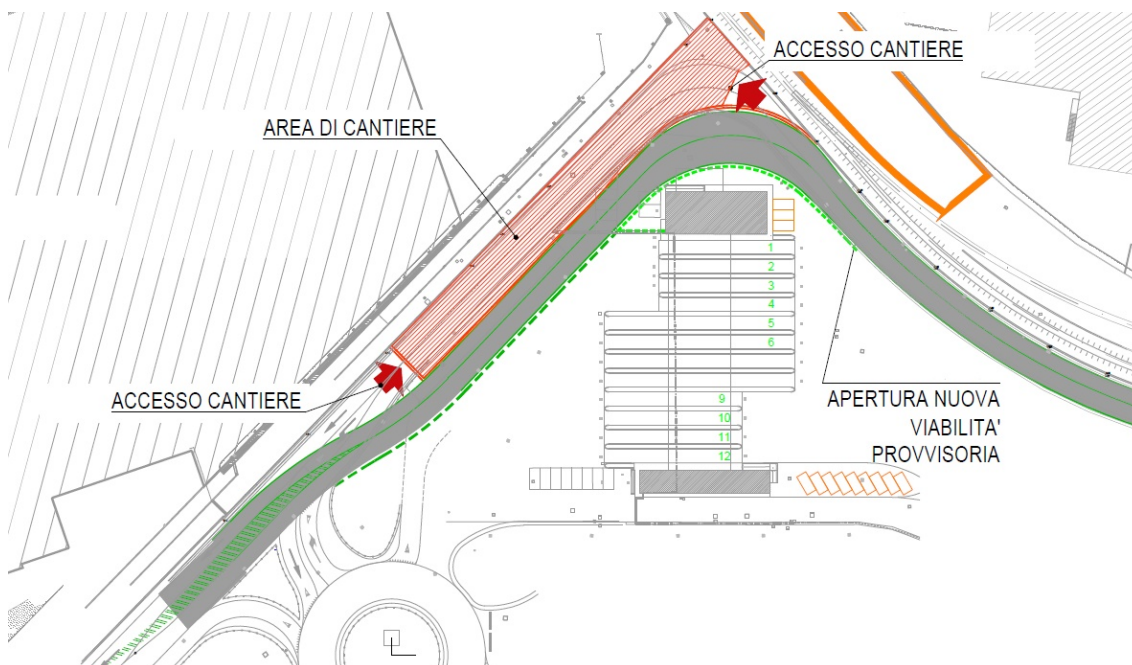 ACCESSO CANTIERE
AREA DI CANTIERE
ACCESSO CANTIERE
1
2
3
4
5
6
9
10
11
12
APERTURA NUOVA
VIABILITA'
PROVVISORIA